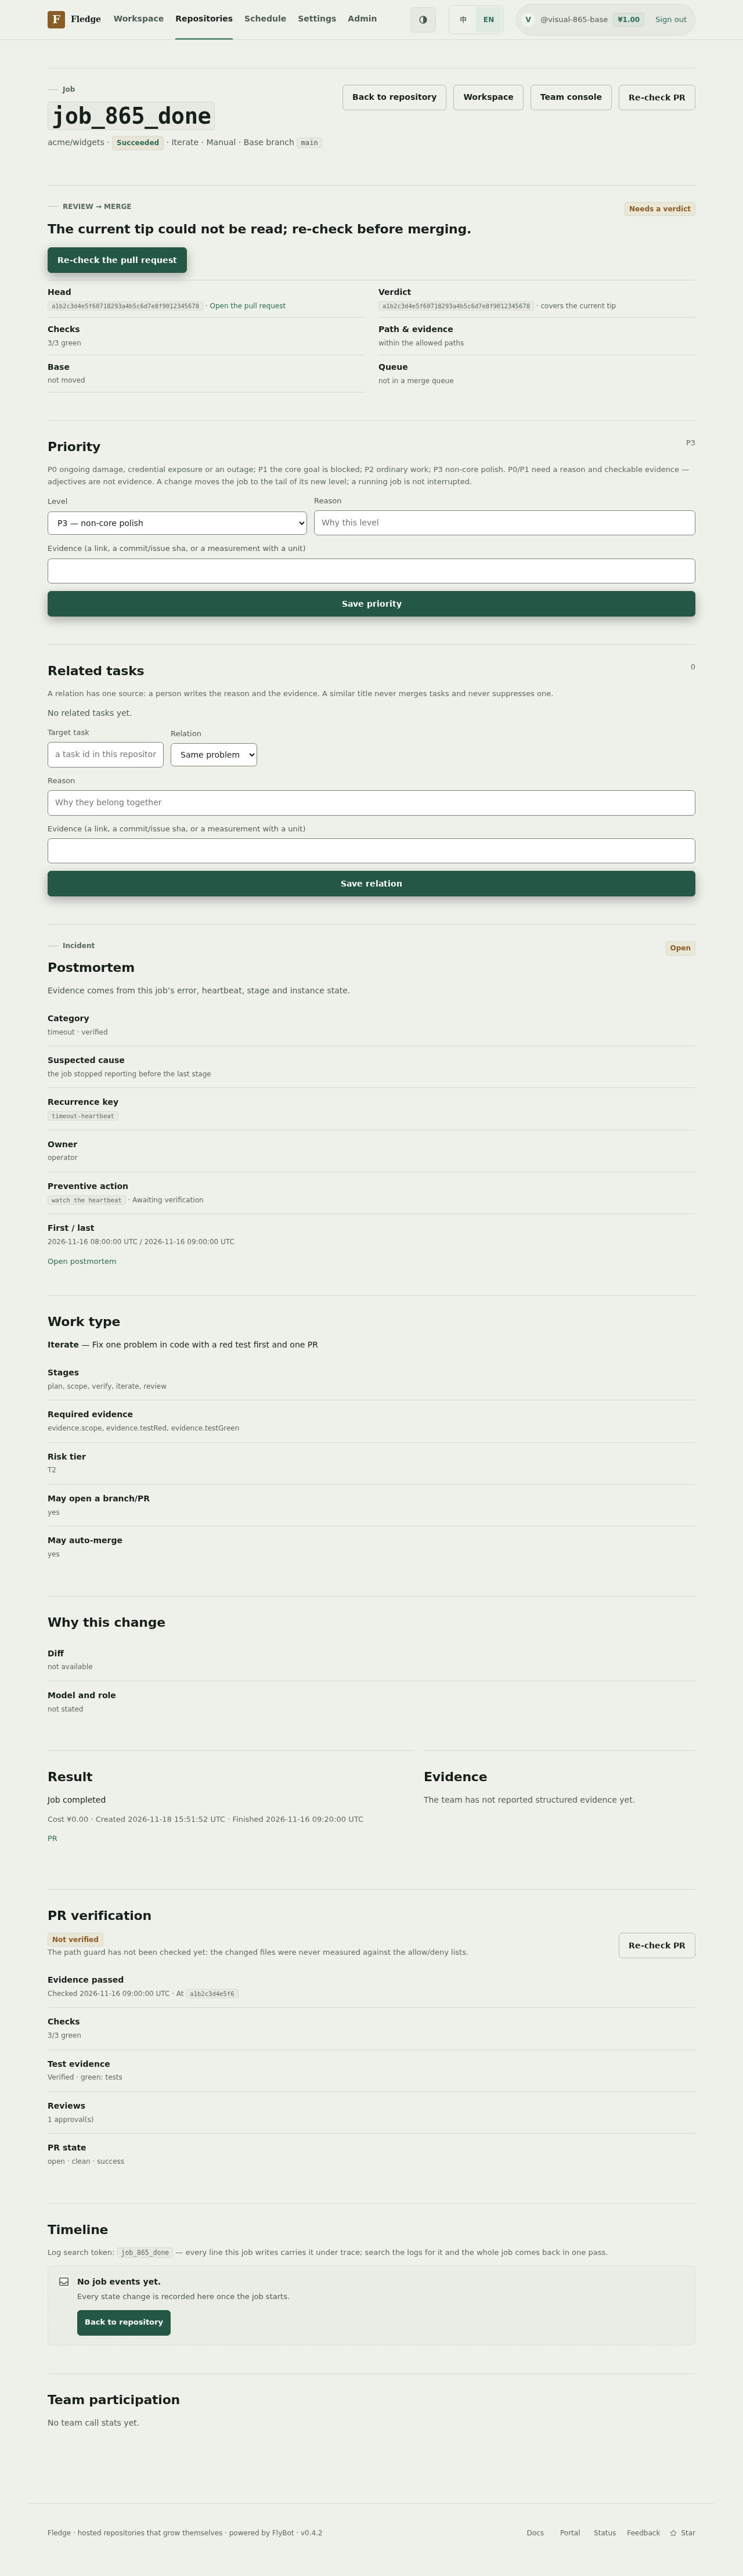 F Fledge Workspace Repositories Schedule Settings Admin 中 EN V @visual-865-base ¥1.00 Sign out
Job
job_865_done
acme/widgets · Succeeded · Iterate · Manual · Base branch main
Back to repository Workspace Team console Re-check PR
REVIEW → MERGE
Needs a verdict
The current tip could not be read; re-check before merging.
Re-check the pull request
Head
a1b2c3d4e5f60718293a4b5c6d7e8f9012345678 · Open the pull request
Verdict
a1b2c3d4e5f60718293a4b5c6d7e8f9012345678 · covers the current tip
Checks
3/3 green
Path & evidence
within the allowed paths
Base
not moved
Queue
not in a merge queue
Priority
P3
P0 ongoing damage, credential exposure or an outage; P1 the core goal is blocked; P2 ordinary work; P3 non-core polish. P0/P1 need a reason and checkable evidence —
adjectives are not evidence. A change moves the job to the tail of its new level; a running job is not interrupted.
Level
P3 — non-core polish
Reason
Why this level
Evidence (a link, a commit/issue sha, or a measurement with a unit)
Save priority
Related tasks
0
A relation has one source: a person writes the reason and the evidence. A similar title never merges tasks and never suppresses one.
No related tasks yet.
Target task
a task id in this repositor
Relation
Same problem
Reason
Why they belong together
Evidence (a link, a commit/issue sha, or a measurement with a unit)
Save relation
Incident
Open
Postmortem
Evidence comes from this job’s error, heartbeat, stage and instance state.
Category
timeout · verified
Suspected cause
the job stopped reporting before the last stage
Recurrence key
timeout-heartbeat
Owner
operator
Preventive action
watch the heartbeat · Awaiting verification
First / last
2026-11-16 08:00:00 UTC / 2026-11-16 09:00:00 UTC
Open postmortem
Work type
Iterate — Fix one problem in code with a red test first and one PR
Stages
plan, scope, verify, iterate, review
Required evidence
evidence.scope, evidence.testRed, evidence.testGreen
Risk tier
T2
May open a branch/PR
yes
May auto-merge
yes
Why this change
Diff
not available
Model and role
not stated
Result
Job completed
Cost ¥0.00 · Created 2026-11-18 15:51:52 UTC · Finished 2026-11-16 09:20:00 UTC
PR
Evidence
The team has not reported structured evidence yet.
PR verification
Not verified
The path guard has not been checked yet: the changed files were never measured against the allow/deny lists.
Re-check PR
Evidence passed
Checked 2026-11-16 09:00:00 UTC · At a1b2c3d4e5f6
Checks
3/3 green
Test evidence
Verified · green: tests
Reviews
1 approval(s)
PR state
open · clean · success
Timeline
Log search token: job_865_done — every line this job writes carries it under trace; search the logs for it and the whole job comes back in one pass.
No job events yet.
Every state change is recorded here once the job starts.
Back to repository
Team participation
No team call stats yet.
Fledge · hosted repositories that grow themselves · powered by FlyBot · v0.4.2
Docs Portal Status Feedback Star